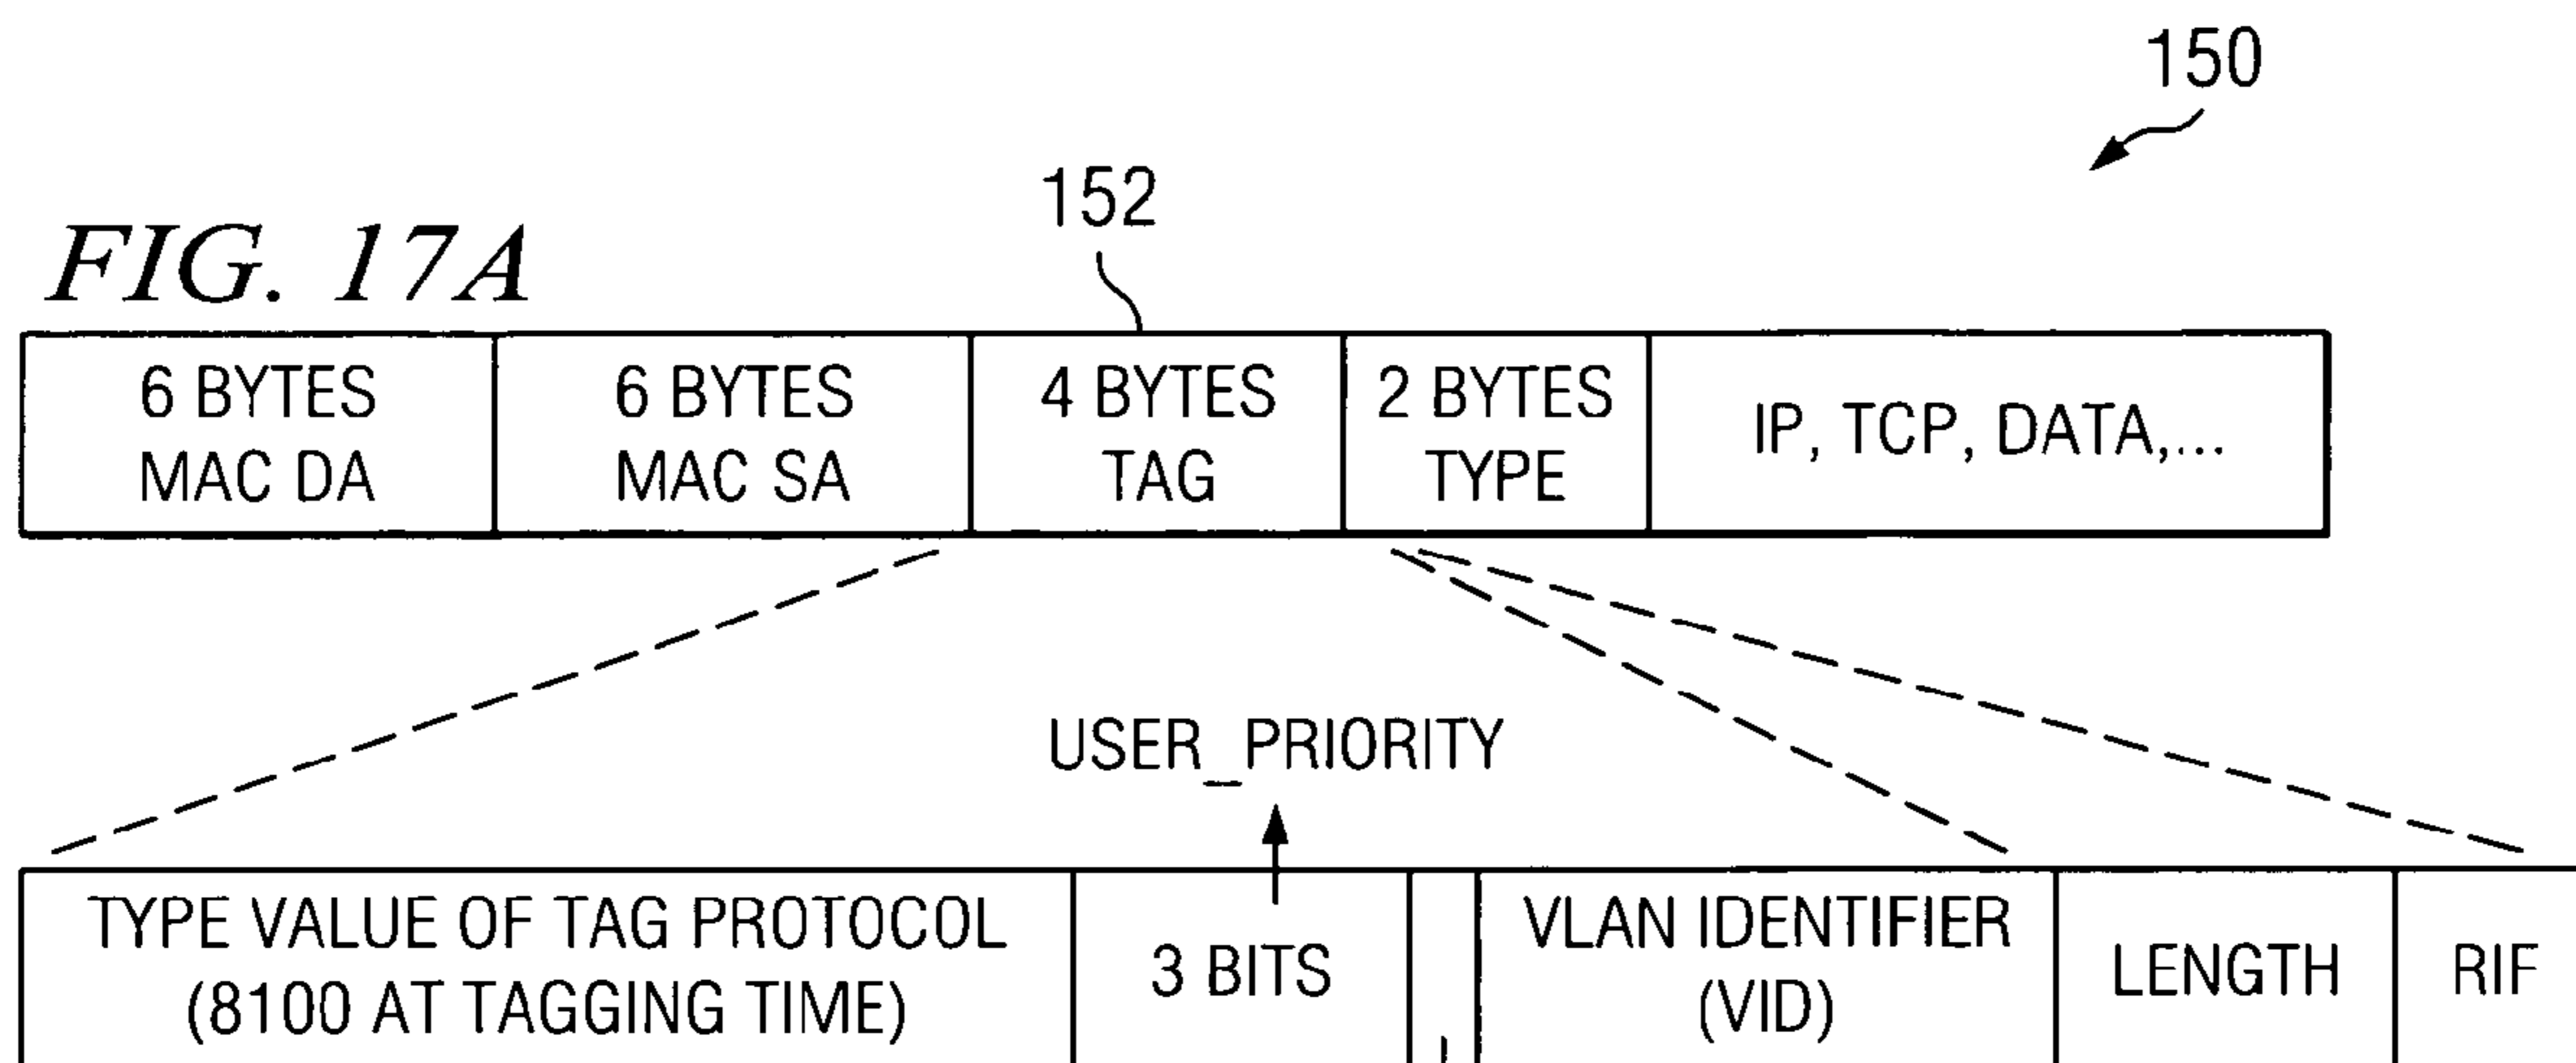 150
152
FIG. 17A
6 BYTES
MAC DA
6 BYTES
MAC SA
4 BYTES
TAG
2 BYTES
TYPE
IP, TCP, DATA,...
USER_PRIORITY
TYPE VALUE OF TAG PROTOCOL
(8100 AT TAGGING TIME)
3 BITS
VLAN IDENTIFIER
(VID)
LENGTH
RIF